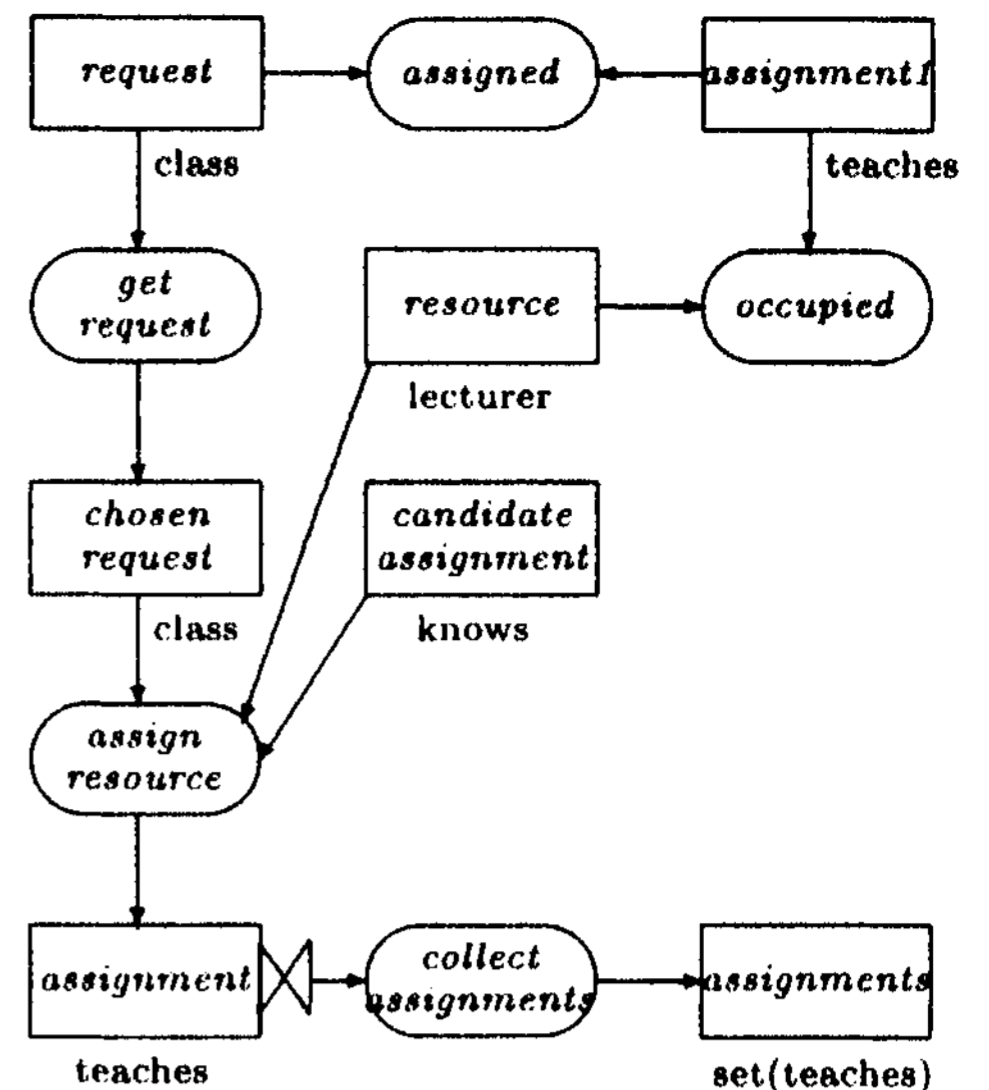 request
assigned
assignment1
class
teaches
get
request
resource
occupied
lecturer
chosen
request
candidate
assignment
class
knows
assign
resource
assignment
collect
assignments
assignments
teaches
set(teaches)